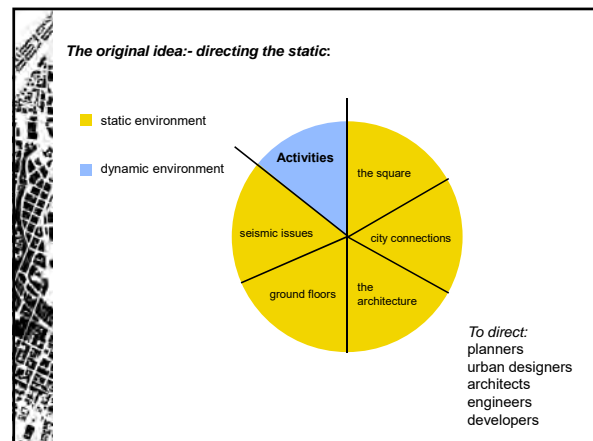 The original idea:- directing the static:
static environment
dynamic environment
Activities
the square
seismic issues
city connections
ground floors
the
architecture
To direct:
planners
urban designers
architects
engineers
developers